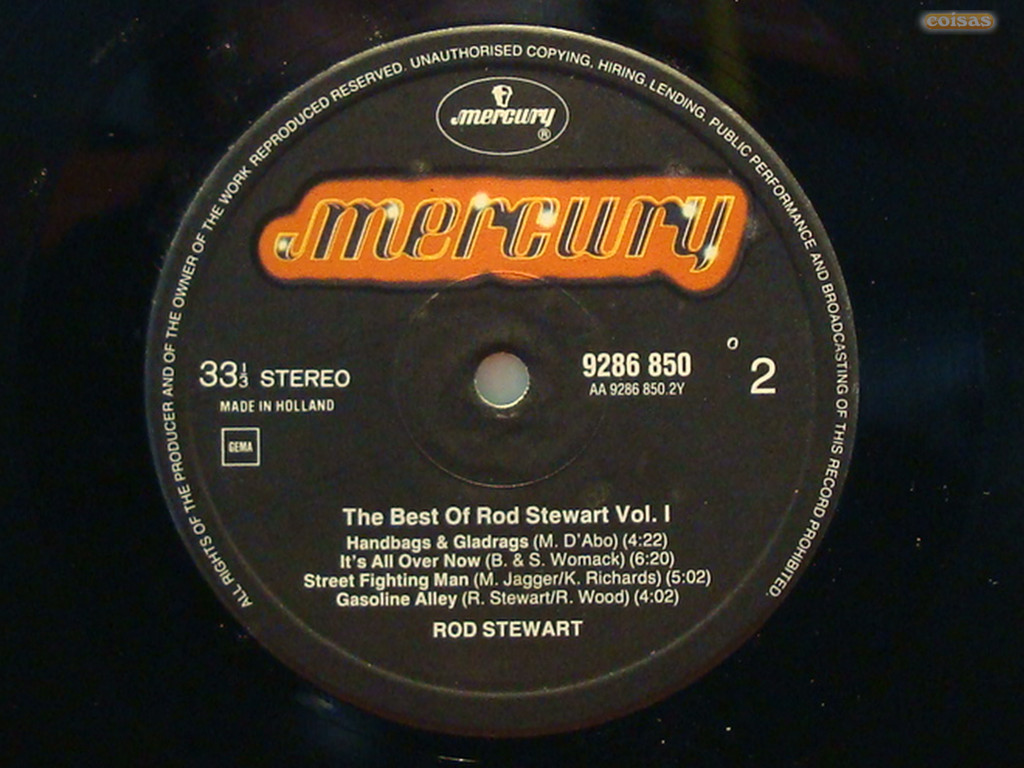 coisas
ALL RIGHTS OF THE PRODUCER AND OF THE OWNER OF THE WORK REPRODUCED RESERVED. UNAUTHORISED COPYING, HIRING, LENDING, PUBLIC PERFORMANCE AND BROADCASTING OF THIS RECORD PROHIBITED.
mercury ®
mercury
33⅓ STEREO
MADE IN HOLLAND
GEMA
9286 850
AA 9286 850.2Y
2
The Best Of Rod Stewart Vol. I
Handbags & Gladrags (M. D'Abo) (4:22)
It's All Over Now (B. & S. Womack) (6:20)
Street Fighting Man (M. Jagger/K. Richards) (5:02)
Gasoline Alley (R. Stewart/R. Wood) (4:02)
ROD STEWART